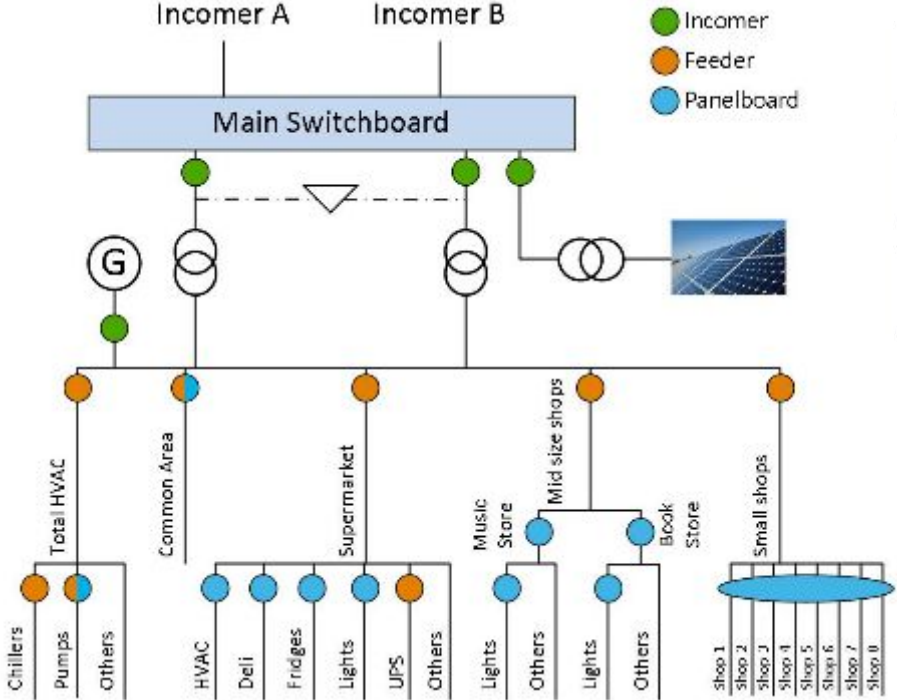 Incomer A
Incomer B
Incomer
Feeder
Panelboard
Main Switchboard
G
Total HVAC
Common Area
Supermarket
Mid size shops
Music
Store
Book
Store
Small shops
Chillers
Pumps
Others
HVAC
Deli
Fridges
Lights
UPS
Others
Lights
Others
Lights
Others
Shop 1
Shop 2
Shop 3
Shop 4
Shop 5
Shop 6
Shop 7
Shop 8